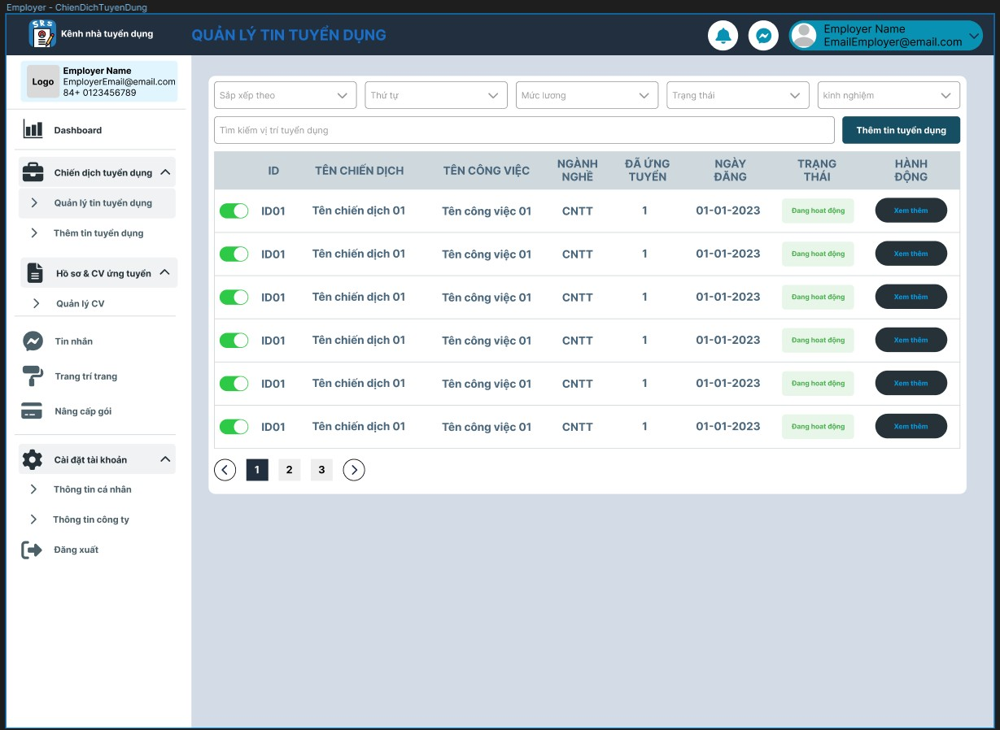 Employer - ChienDichTuyenDung
SRS
Kênh nhà tuyển dụng
QUẢN LÝ TIN TUYỂN DỤNG
Employer Name
EmailEmployer@email.com
Logo
Employer Name
EmployerEmail@email.com
84+ 0123456789
Dashboard
Chiến dịch tuyển dụng
Quản lý tin tuyển dụng
Thêm tin tuyển dụng
Hồ sơ & CV ứng tuyển
Quản lý CV
Tin nhắn
Trang trí trang
Nâng cấp gói
Cài đặt tài khoản
Thông tin cá nhân
Thông tin công ty
Đăng xuất
Sắp xếp theo Thứ tự Mức lương Trạng thái kinh nghiệm
Tìm kiếm vị trí tuyển dụng Thêm tin tuyển dụng
ID TÊN CHIẾN DỊCH TÊN CÔNG VIỆC NGÀNH NGHỀ ĐÃ ỨNG TUYỂN NGÀY ĐĂNG TRẠNG THÁI HÀNH ĐỘNG
ID01 Tên chiến dịch 01 Tên công việc 01 CNTT 1 01-01-2023 Đang hoạt động Xem thêm
ID01 Tên chiến dịch 01 Tên công việc 01 CNTT 1 01-01-2023 Đang hoạt động Xem thêm
ID01 Tên chiến dịch 01 Tên công việc 01 CNTT 1 01-01-2023 Đang hoạt động Xem thêm
ID01 Tên chiến dịch 01 Tên công việc 01 CNTT 1 01-01-2023 Đang hoạt động Xem thêm
ID01 Tên chiến dịch 01 Tên công việc 01 CNTT 1 01-01-2023 Đang hoạt động Xem thêm
ID01 Tên chiến dịch 01 Tên công việc 01 CNTT 1 01-01-2023 Đang hoạt động Xem thêm
1 2 3